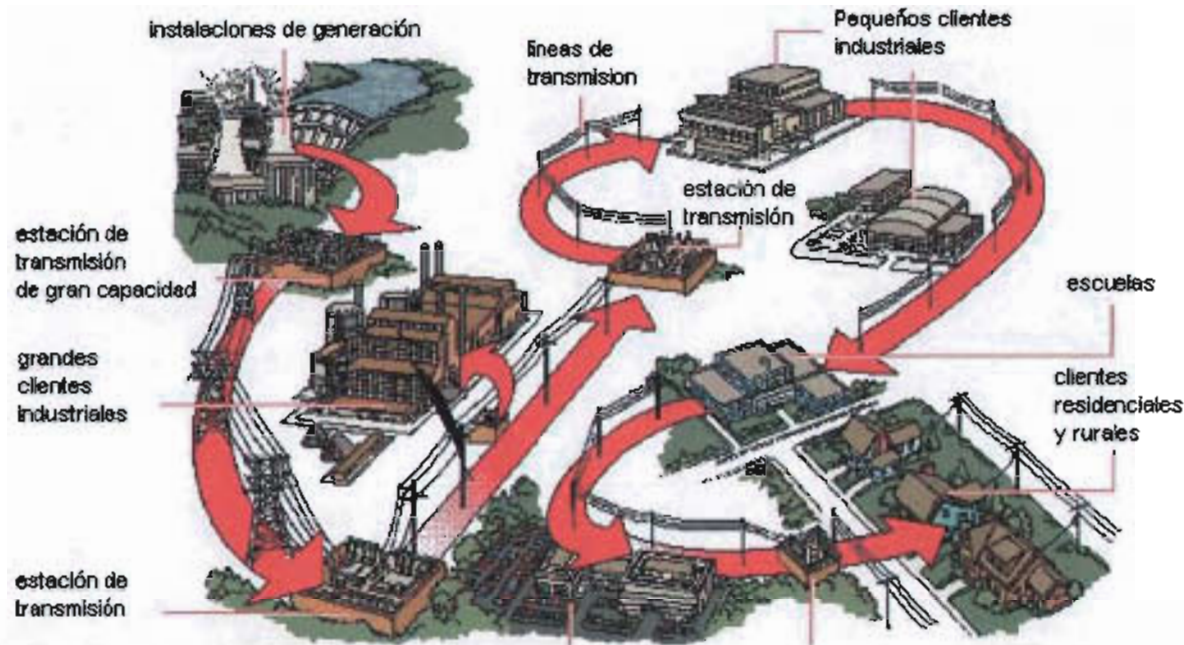 instalaciones de generación
líneas de
transmision
Pequeños clientes
industriales
estación de
transmisión
estación de
transmisión
de gran capacidad
escuelas
grandes
clientes
industriales
clientes
residenciales
y rurales
estación de
transmisión